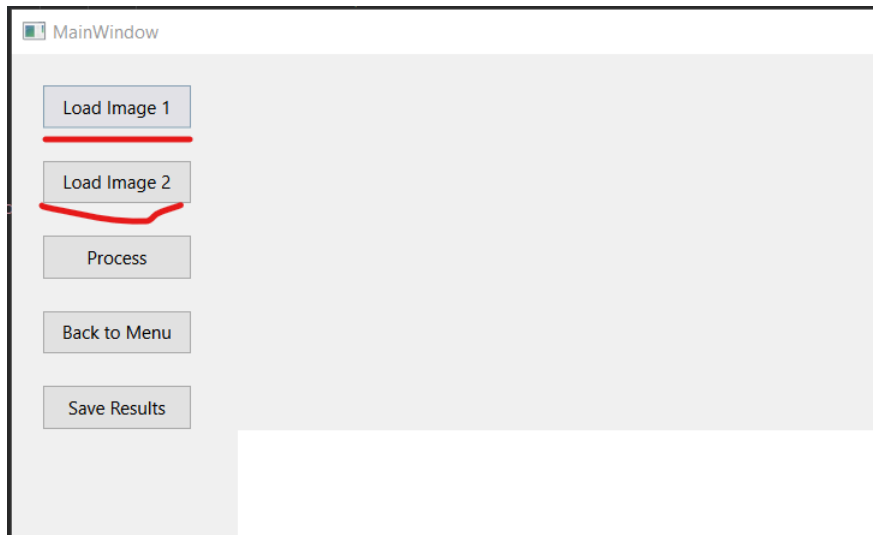 MainWindow
Load Image 1
Load Image 2
Process
Back to Menu
Save Results